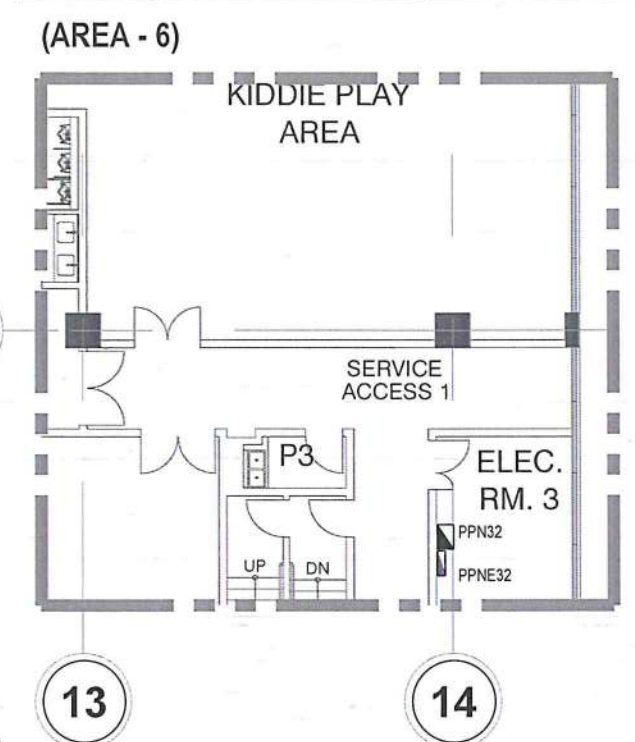 (AREA - 6)
KIDDIE PLAY
AREA
SERVICE
ACCESS 1
P3
ELEC.
RM. 3
PPN32
UP
DN
PPNE32
13
14